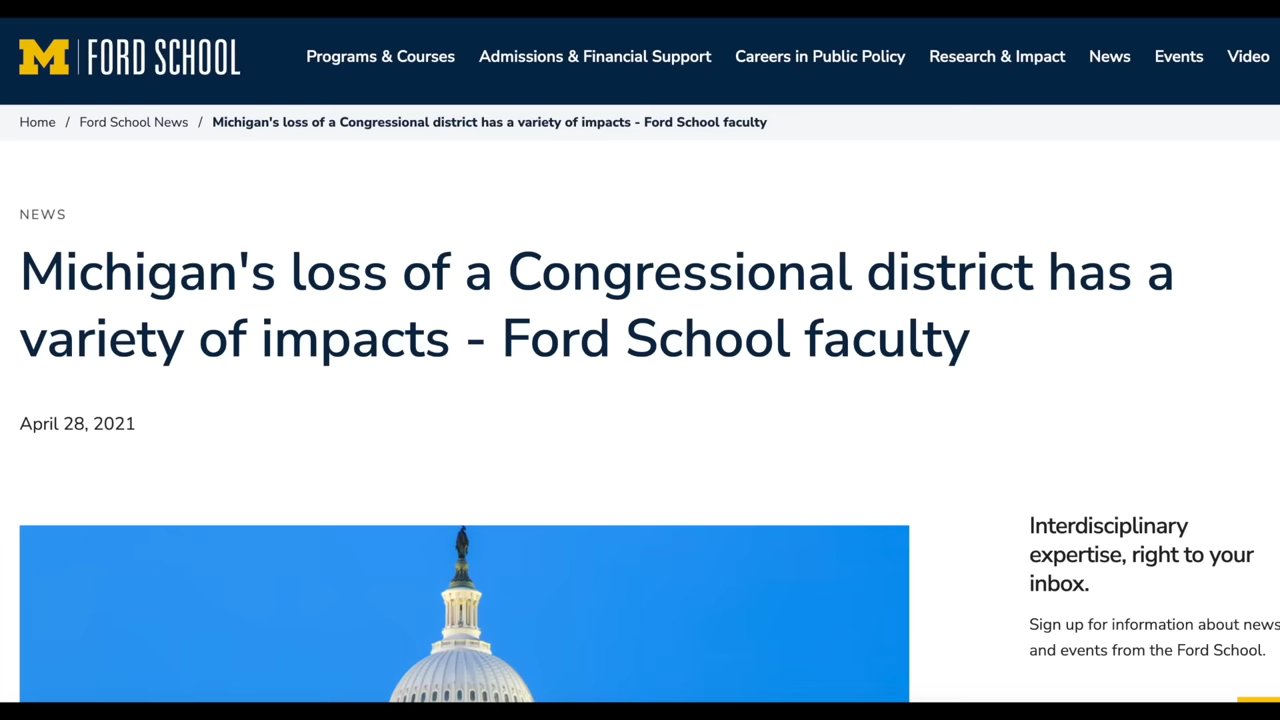 M | FORD SCHOOL
Programs & Courses
Admissions & Financial Support
Careers in Public Policy
Research & Impact
News
Events
Video
Home / Ford School News / Michigan's loss of a Congressional district has a variety of impacts - Ford School faculty
NEWS
Michigan's loss of a Congressional district has a
variety of impacts - Ford School faculty
April 28, 2021
Interdisciplinary
expertise, right to your
inbox.
Sign up for information about news
and events from the Ford School.